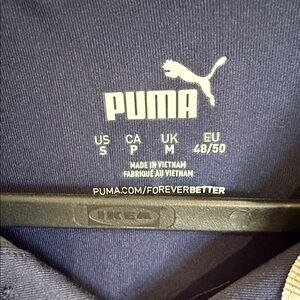 PUMA
US CA UK EU
S P M 48/50
MADE IN VIETNAM
FABRIQUÉ AU VIETNAM
PUMA.COM/FOREVERBETTER
IKEA